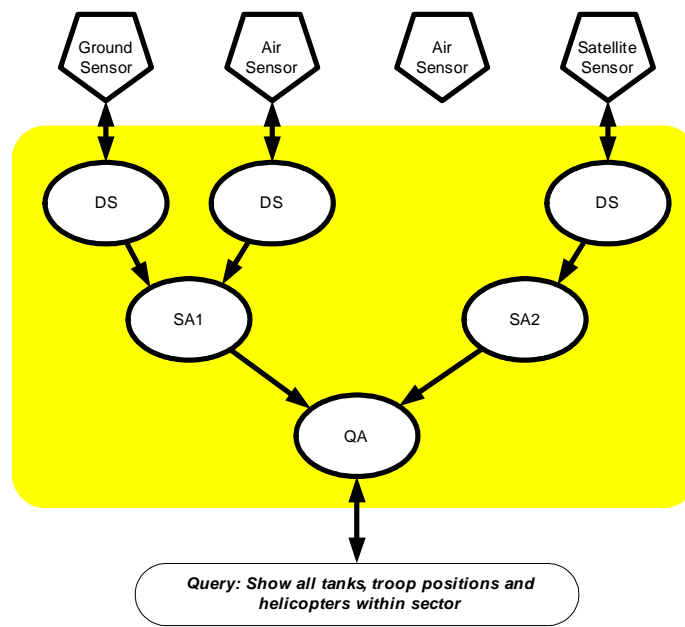 Ground
Sensor
Air
Sensor
Air
Sensor
Satellite
Sensor
DS
DS
DS
SA1
SA2
QA
Query: Show all tanks, troop positions and
helicopters within sector